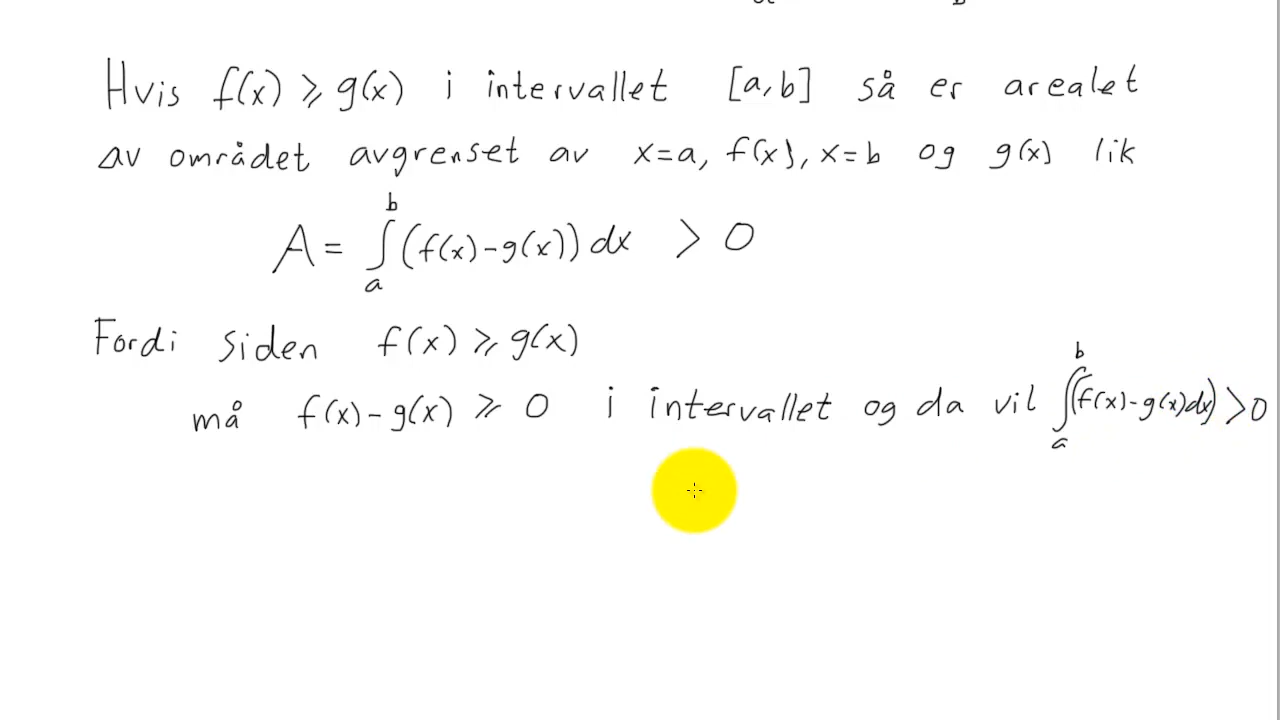 Hvis f(x) ⩾ g(x) i intervallet [a,b] så er arealet
av området avgrenset av x=a, f(x), x=b og g(x) lik
A = ∫_a^b (f(x)-g(x)) dx > 0
Fordi siden f(x) ⩾ g(x)
må f(x)-g(x) ⩾ 0 i intervallet og da vil ∫_a^b (f(x)-g(x)dx) > 0